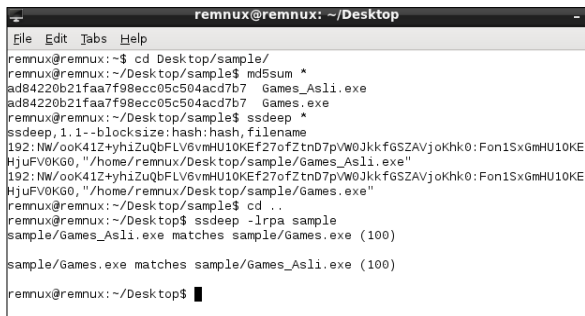 remnux@remnux: ~/Desktop
File Edit Tabs Help
remnux@remnux:~$ cd Desktop/sample/
remnux@remnux:~/Desktop/sample$ md5sum *
ad84220b21faa7f98ecc05c504acd7b7  Games_Asli.exe
ad84220b21faa7f98ecc05c504acd7b7  Games.exe
remnux@remnux:~/Desktop/sample$ ssdeep *
ssdeep,1.1--blocksize:hash:hash,filename
192:NW/ooK41Z+yhiZuQbFLV6vmHU10KEf27ofZtnD7pVW0JkkfGSZAVjoKhk0:Fon1SxGmHU10KE
HjuFV0KG0,"/home/remnux/Desktop/sample/Games_Asli.exe"
192:NW/ooK41Z+yhiZuQbFLV6vmHU10KEf27ofZtnD7pVW0JkkfGSZAVjoKhk0:Fon1SxGmHU10KE
HjuFV0KG0,"/home/remnux/Desktop/sample/Games.exe"
remnux@remnux:~/Desktop/sample$ cd ..
remnux@remnux:~/Desktop$ ssdeep -lrpa sample
sample/Games_Asli.exe matches sample/Games.exe (100)
sample/Games.exe matches sample/Games_Asli.exe (100)
remnux@remnux:~/Desktop$